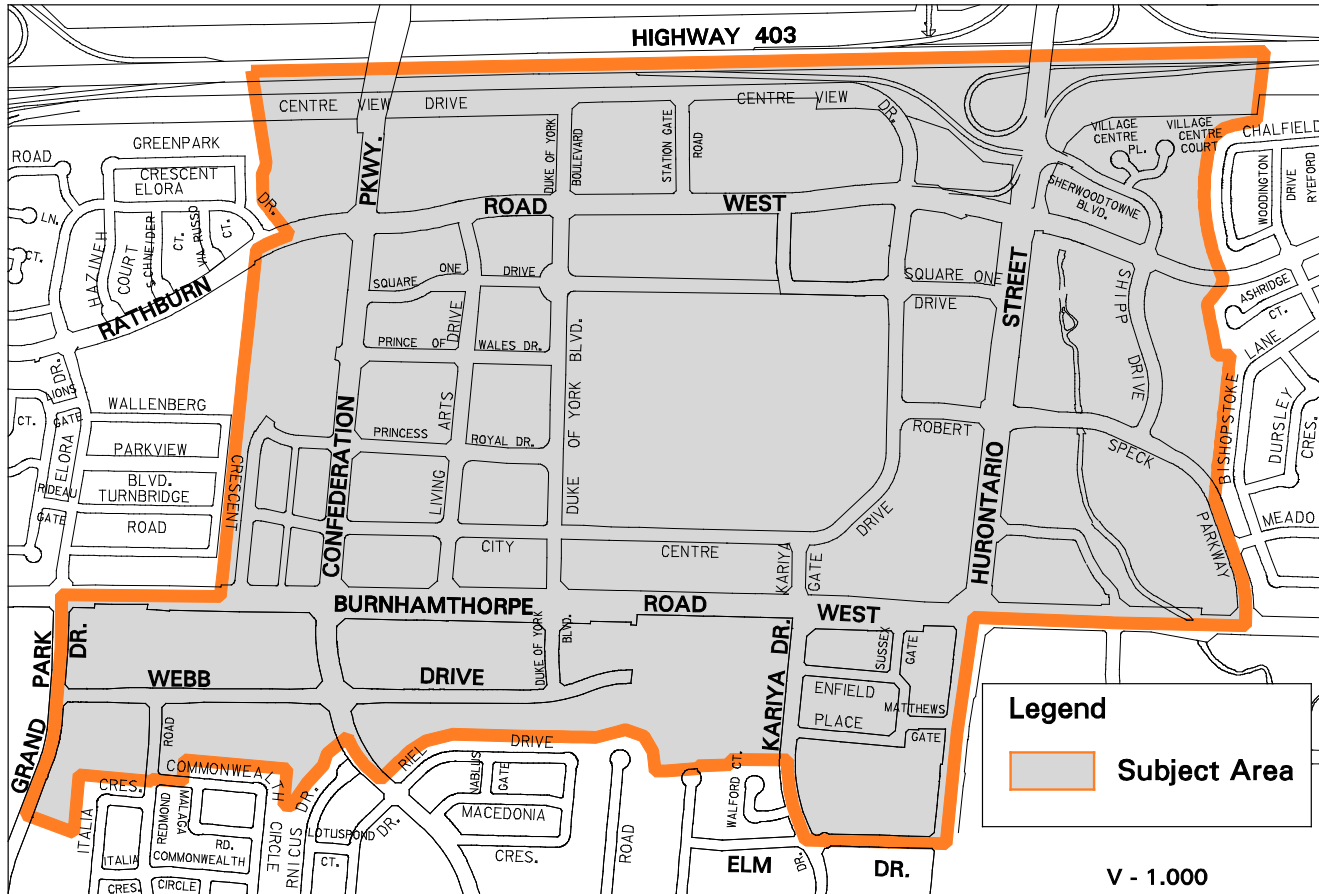 HIGHWAY 403
CENTRE VIEW DRIVE
CENTRE VIEW
DR.
PKWY.
DUKE OF YORK
BOULEVARD
STATION GATE
ROAD
VILLAGE
CENTRE
PL.
VILLAGE
CENTRE
COURT
CHALFIELD
ROAD
GREENPARK
CRESCENT
ELORA
DR.
LN.
CT.
HAZINEH
COURT
SCHNEIDER
CT.
VIA RUSSO
CT.
RATHBURN
ROAD
WEST
SHERWOODTOWNE
BLVD.
WOODINGTON
DRIVE
RYEFORD
SQUARE ONE
DRIVE
SQUARE ONE
DRIVE
STREET
SHIPP
DRIVE
ASHRIDGE
CT.
LANE
PRINCE OF
WALES DR.
DRIVE
DUKE OF YORK BLVD.
LIONS
GATE
DR.
CT.
ELORA
WALLENBERG
PARKVIEW
BLVD.
TURNBRIDGE
ROAD
RIDEAU
GATE
CRESCENT
CONFEDERATION
PRINCESS
ROYAL DR.
LIVING
ARTS
ROBERT
SPECK
PARKWAY
BISHOPSTOKE
DURSLEY
CRES.
MEADO
HURONTARIO
DRIVE
CITY
CENTRE
KARIYA
GATE
BURNHAMTHORPE
ROAD
WEST
GRAND PARK
DR.
WEBB
DRIVE
DUKE OF YORK
BLVD.
KARIYA DR.
SUSSEX
GATE
ENFIELD
PLACE
MATTHEWS
GATE
ROAD
COMMONWEALTH
CIRCLE
CRES.
ITALIA
ITALIA
CRES.
REDMOND
MALAGA
RD.
COMMONWEALTH
CIRCLE
DR.
LOTUSPOND
DR.
CT.
RIEL
DRIVE
NABLUS
GATE
MACEDONIA
CRES.
ROAD
WALFORD CT.
ELM
DR.
DR.
Legend
Subject Area
V - 1.000